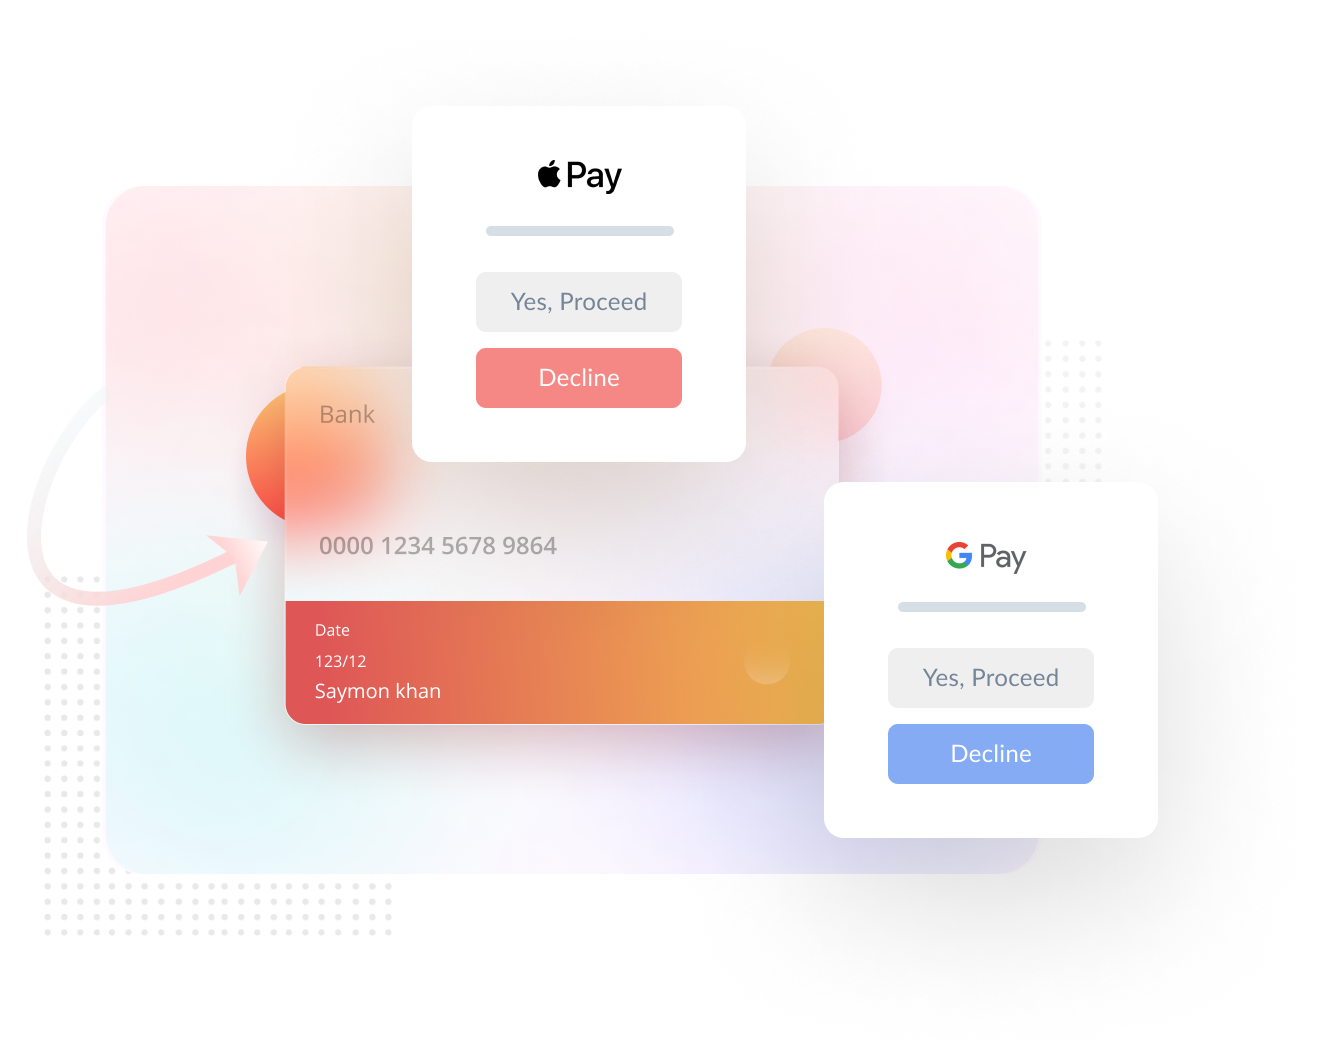 Pay
Yes, Proceed
Decline
Bank
0000 1234 5678 9864
Date
123/12
Saymon khan
G Pay
Yes, Proceed
Decline